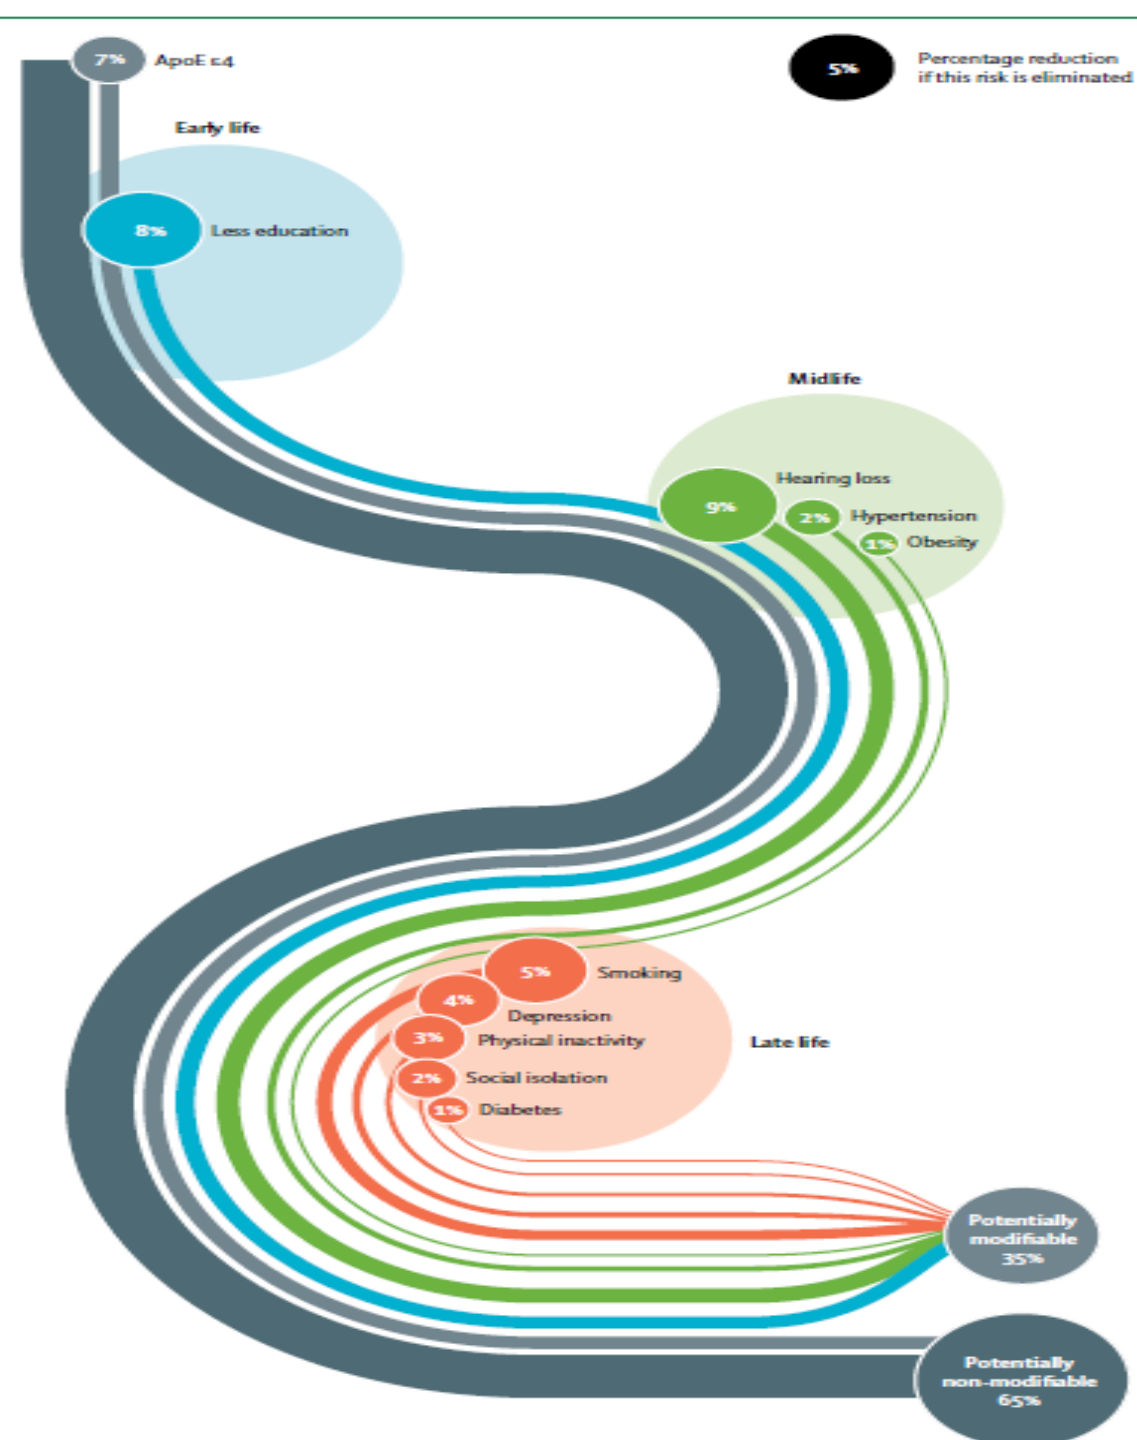 7%
ApoE ε4
5%
Percentage reduction
if this risk is eliminated
Early life
8%
Less education
Midlife
Hearing loss
9%
2%
Hypertension
1%
Obesity
5%
Smoking
4%
Depression
3%
Physical inactivity
Late life
2%
Social isolation
1%
Diabetes
Potentially
modifiable
35%
Potentially
non-modifiable
65%